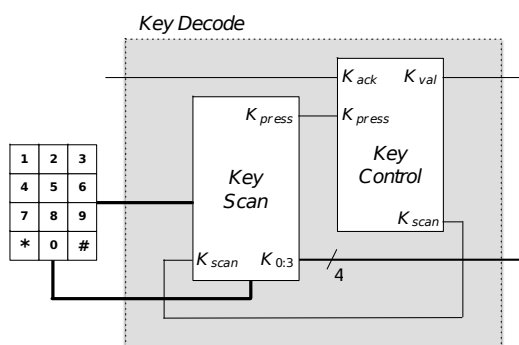 Key Decode
K ack K val
K press K press
1 2 3
4 5 6
7 8 9
* 0 #
Key
Scan
Key
Control
K scan
K scan K 0:3
4